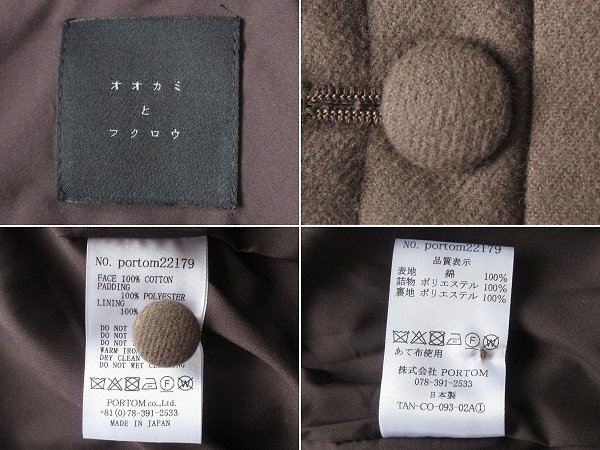 オオカミ
と
フクロウ
NO. portom22179
FACE 100% COTTON
PADDING
100% POLYESTER
LINING
100%
DO NOT
DO NOT
DO NOT
WARM IRON
DRY CLEAN
DO NOT WET CLEANING
PORTOM co.,Ltd.
+81(0)78-391-2533
MADE IN JAPAN
NO. portom22179
品質表示
表地 綿 100%
詰物 ポリエステル 100%
裏地 ポリエステル 100%
あて布使用
株式会社 PORTOM
078-391-2533
日本製
TAN-CO-093-02A①